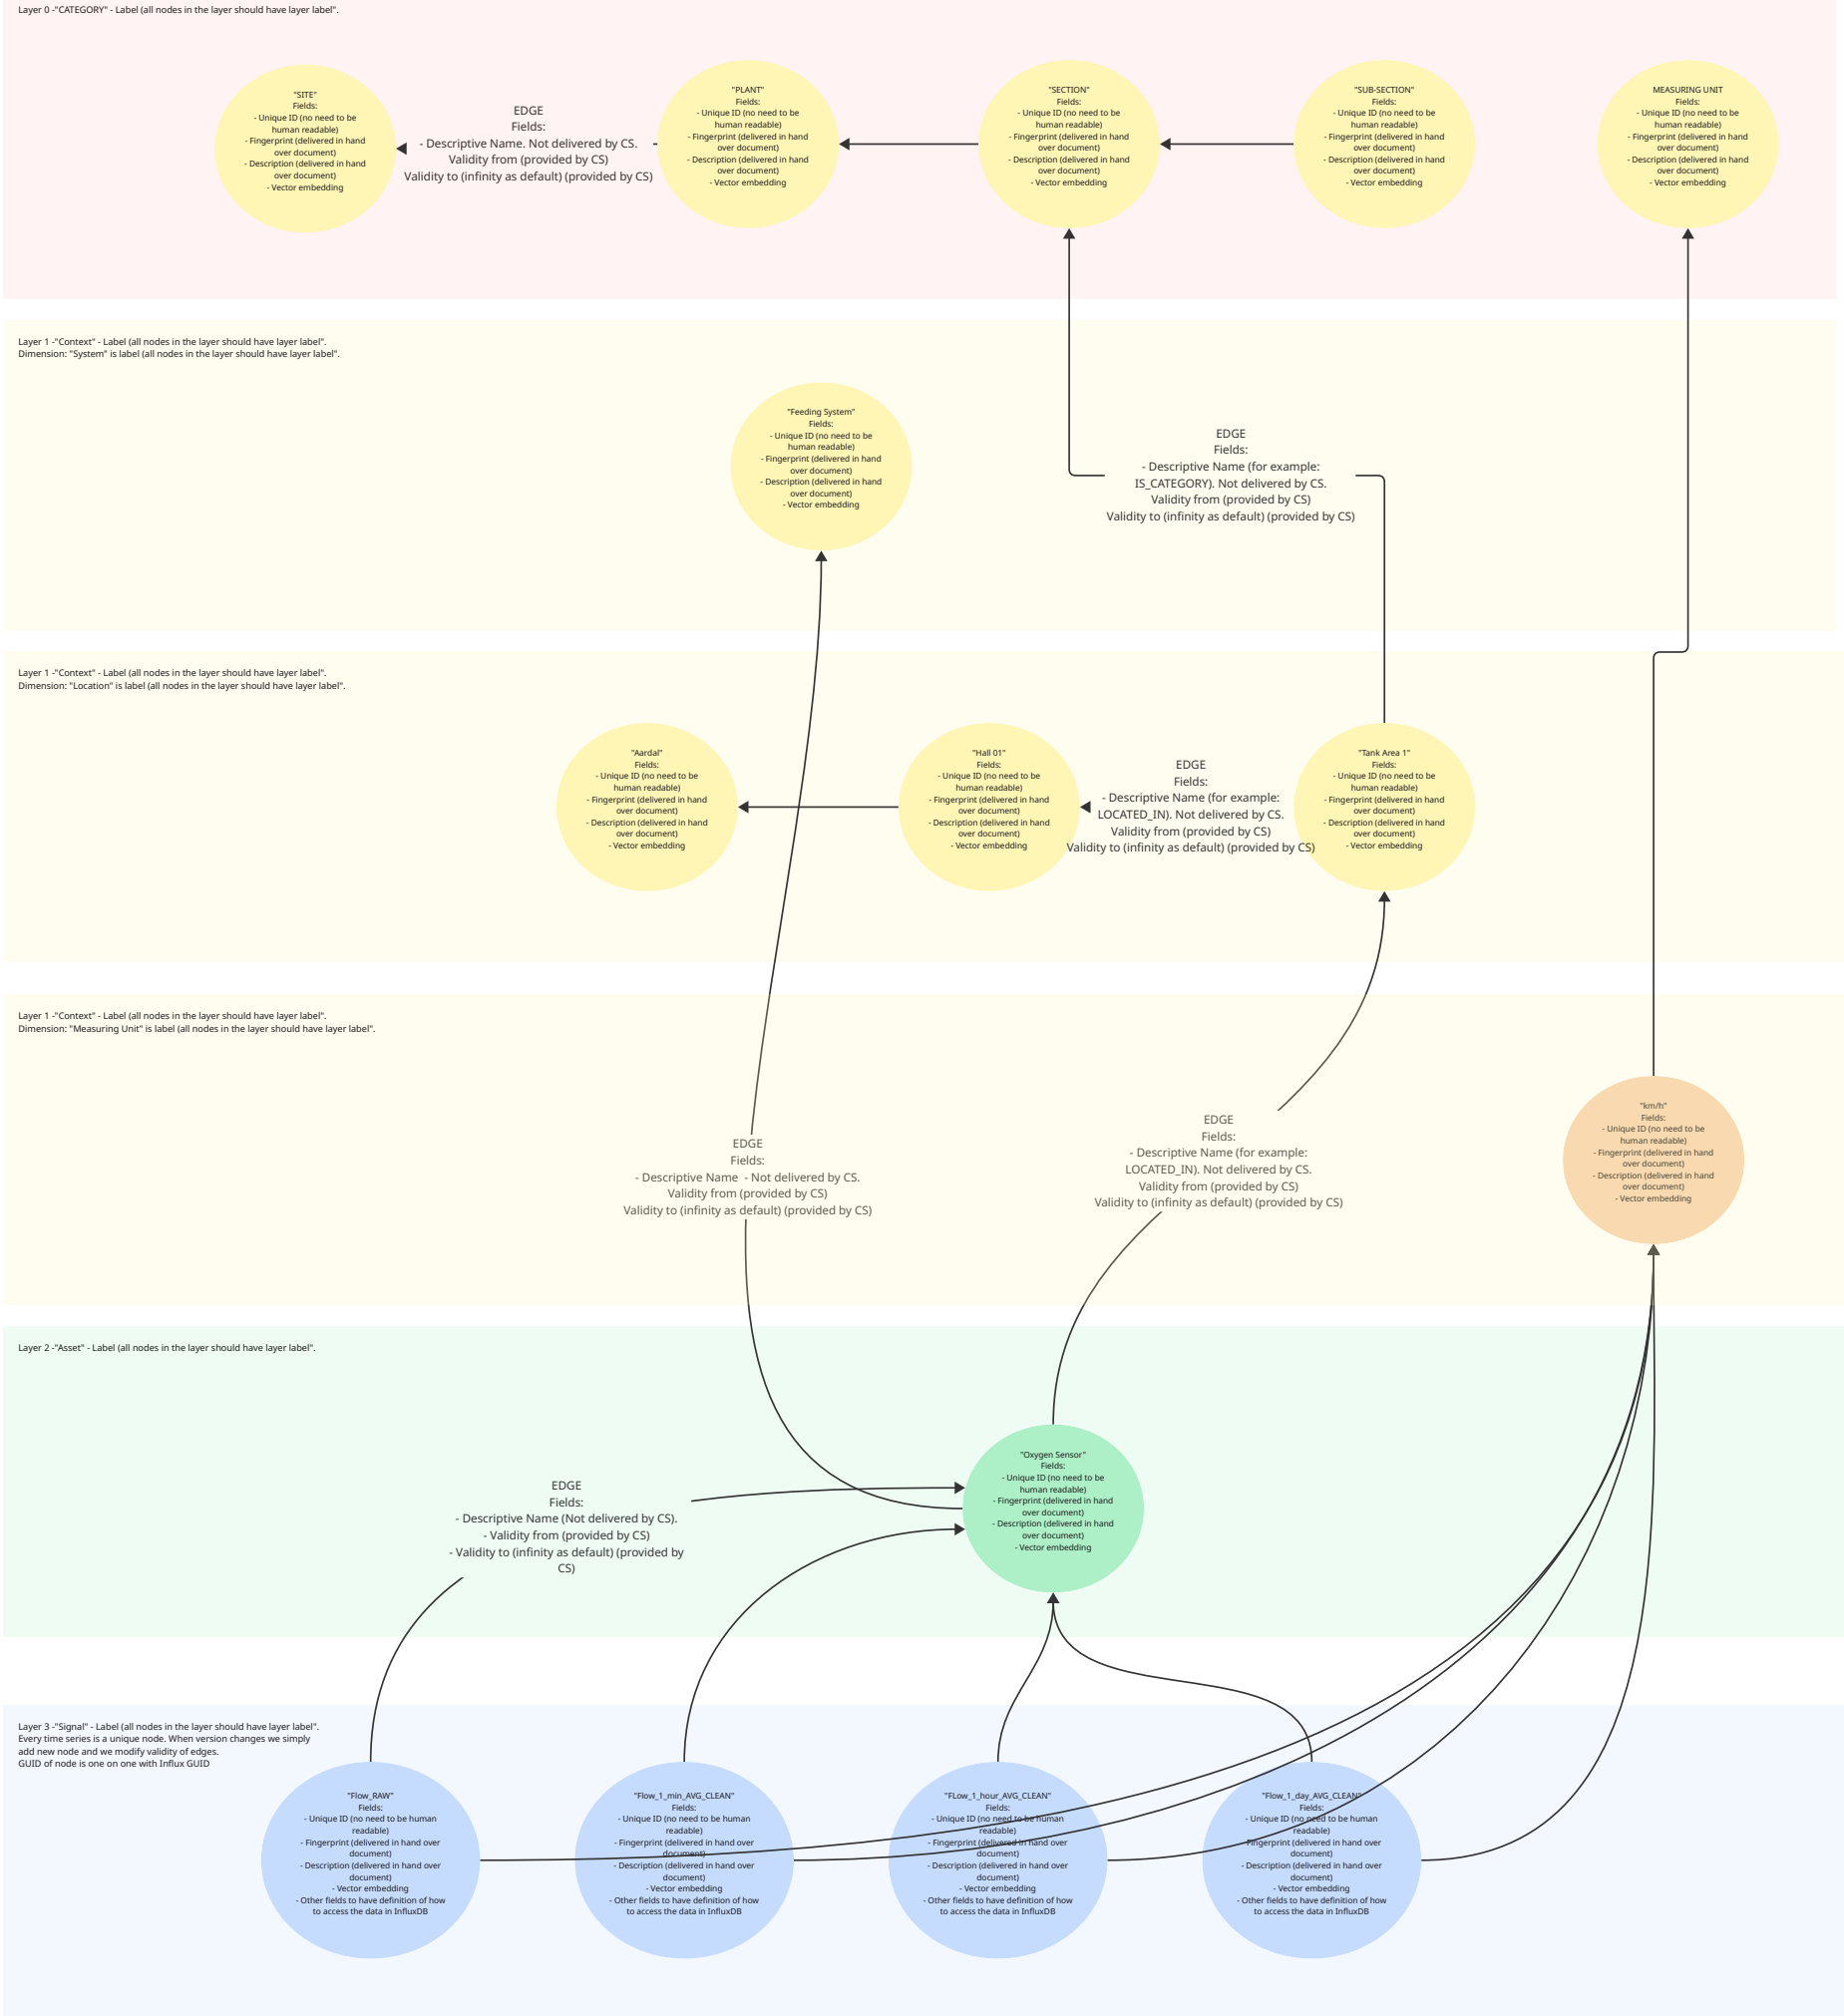 Layer 0 -"CATEGORY" - Label (all nodes in the layer should have layer label".
"SITE"
Fields:
- Unique ID (no need to be
human readable)
- Fingerprint (delivered in hand
over document)
- Description (delivered in hand
over document)
- Vector embedding
EDGE
Fields:
- Descriptive Name. Not delivered by CS.
Validity from (provided by CS)
Validity to (infinity as default) (provided by CS)
"PLANT"
Fields:
- Unique ID (no need to be
human readable)
- Fingerprint (delivered in hand
over document)
- Description (delivered in hand
over document)
- Vector embedding
"SECTION"
Fields:
- Unique ID (no need to be
human readable)
- Fingerprint (delivered in hand
over document)
- Description (delivered in hand
over document)
- Vector embedding
"SUB-SECTION"
Fields:
- Unique ID (no need to be
human readable)
- Fingerprint (delivered in hand
over document)
- Description (delivered in hand
over document)
- Vector embedding
MEASURING UNIT
Fields:
- Unique ID (no need to be
human readable)
- Fingerprint (delivered in hand
over document)
- Description (delivered in hand
over document)
- Vector embedding
Layer 1 -"Context" - Label (all nodes in the layer should have layer label".
Dimension: "System" is label (all nodes in the layer should have layer label".
"Feeding System"
Fields:
- Unique ID (no need to be
human readable)
- Fingerprint (delivered in hand
over document)
- Description (delivered in hand
over document)
- Vector embedding
EDGE
Fields:
- Descriptive Name (for example:
IS_CATEGORY). Not delivered by CS.
Validity from (provided by CS)
Validity to (infinity as default) (provided by CS)
Layer 1 -"Context" - Label (all nodes in the layer should have layer label".
Dimension: "Location" is label (all nodes in the layer should have layer label".
"Aardal"
Fields:
- Unique ID (no need to be
human readable)
- Fingerprint (delivered in hand
over document)
- Description (delivered in hand
over document)
- Vector embedding
"Hall 01"
Fields:
- Unique ID (no need to be
human readable)
- Fingerprint (delivered in hand
over document)
- Description (delivered in hand
over document)
- Vector embedding
EDGE
Fields:
- Descriptive Name (for example:
LOCATED_IN). Not delivered by CS.
Validity from (provided by CS)
Validity to (infinity as default) (provided by CS)
"Tank Area 1"
Fields:
- Unique ID (no need to be
human readable)
- Fingerprint (delivered in hand
over document)
- Description (delivered in hand
over document)
- Vector embedding
Layer 1 -"Context" - Label (all nodes in the layer should have layer label".
Dimension: "Measuring Unit" is label (all nodes in the layer should have layer label".
EDGE
Fields:
- Descriptive Name  - Not delivered by CS.
Validity from (provided by CS)
Validity to (infinity as default) (provided by CS)
EDGE
Fields:
- Descriptive Name (for example:
LOCATED_IN). Not delivered by CS.
Validity from (provided by CS)
Validity to (infinity as default) (provided by CS)
"km/h"
Fields:
- Unique ID (no need to be
human readable)
- Fingerprint (delivered in hand
over document)
- Description (delivered in hand
over document)
- Vector embedding
Layer 2 -"Asset" - Label (all nodes in the layer should have layer label".
EDGE
Fields:
- Descriptive Name (Not delivered by CS).
- Validity from (provided by CS)
- Validity to (infinity as default) (provided by
CS)
"Oxygen Sensor"
Fields:
- Unique ID (no need to be
human readable)
- Fingerprint (delivered in hand
over document)
- Description (delivered in hand
over document)
- Vector embedding
Layer 3 -"Signal" - Label (all nodes in the layer should have layer label".
Every time series is a unique node. When version changes we simply
add new node and we modify validity of edges.
GUID of node is one on one with Influx GUID
"Flow_RAW"
Fields:
- Unique ID (no need to be human
readable)
- Fingerprint (delivered in hand over
document)
- Description (delivered in hand over
document)
- Vector embedding
- Other fields to have definition of how
to access the data in InfluxDB
"Flow_1_min_AVG_CLEAN"
Fields:
- Unique ID (no need to be human
readable)
- Fingerprint (delivered in hand over
document)
- Description (delivered in hand over
document)
- Vector embedding
- Other fields to have definition of how
to access the data in InfluxDB
"FLow_1_hour_AVG_CLEAN"
Fields:
- Unique ID (no need to be human
readable)
- Fingerprint (delivered in hand over
document)
- Description (delivered in hand over
document)
- Vector embedding
- Other fields to have definition of how
to access the data in InfluxDB
"Flow_1_day_AVG_CLEAN"
Fields:
- Unique ID (no need to be human
readable)
- Fingerprint (delivered in hand over
document)
- Description (delivered in hand over
document)
- Vector embedding
- Other fields to have definition of how
to access the data in InfluxDB